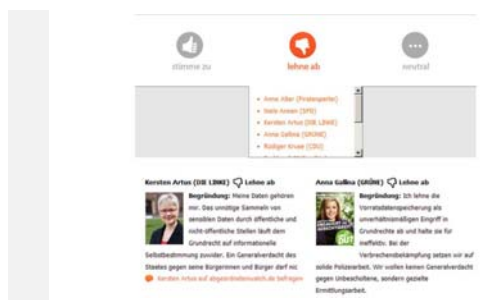 stimme zu
lehne ab
neutral
Anne Alter (Piratenpartei)
Niels Annen (SPD)
Kersten Artus (DIE LINKE)
Anna Gallina (GRÜNE)
Rüdiger Kruse (CDU)
Kersten Artus (DIE LINKE) Lehne ab
Begründung: Meine Daten gehören
mir. Das unnötige Sammeln von
sensiblen Daten durch öffentliche und
nicht-öffentliche Stellen läuft dem
Grundrecht auf informationelle
Selbstbestimmung zuwider. Ein Generalverdacht des
Staates gegen seine Bürgerinnen und Bürger darf nic
Kersten Artus auf abgeordnetenwatch.de befragen
Anna Gallina (GRÜNE) Lehne ab
Begründung: Ich lehne die
Vorratsdatenspeicherung als
unverhältnismäßigen Eingriff in
Grundrechte ab und halte sie für
ineffektiv. Bei der
Verbrechensbekämpfung setzen wir auf
solide Polizeiarbeit. Wir wollen keinen Generalverdacht
gegen Unbescholtene, sondern gezielte
Ermittlungsarbeit.